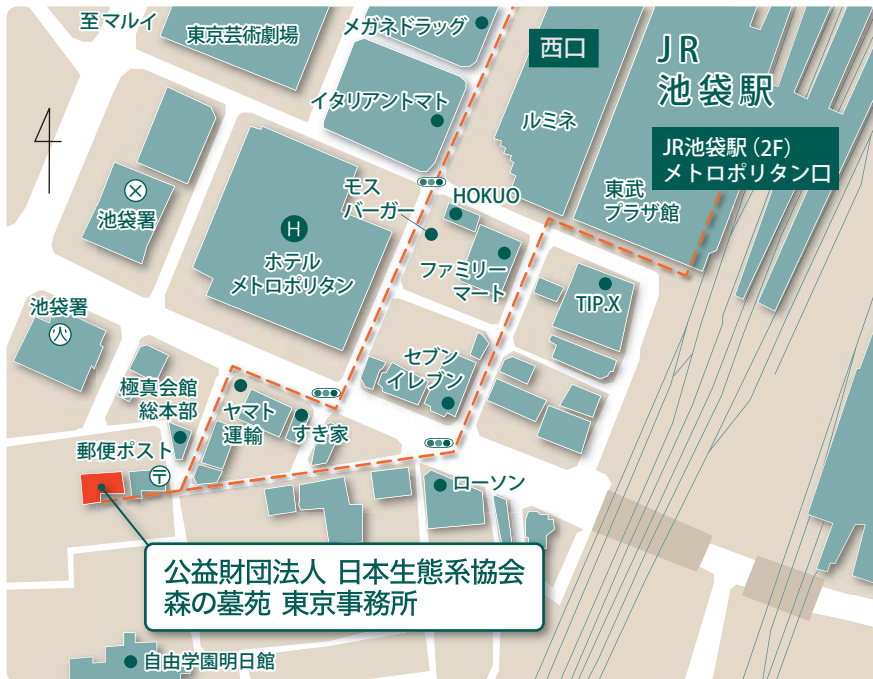 至マルイ
東京芸術劇場
メガネドラッグ
西口
JR
池袋駅
イタリアントマト
ルミネ
JR池袋駅（2F）
メトロポリタン口
池袋署
モス
バーガー
HOKUO
東武
プラザ館
H
ホテル
メトロポリタン
ファミリー
マート
TIP.X
池袋署
火
セブン
イレブン
極真会館
総本部
ヤマト
運輸
すき家
郵便ポスト
〒
ローソン
公益財団法人 日本生態系協会
森の墓苑 東京事務所
自由学園明日館